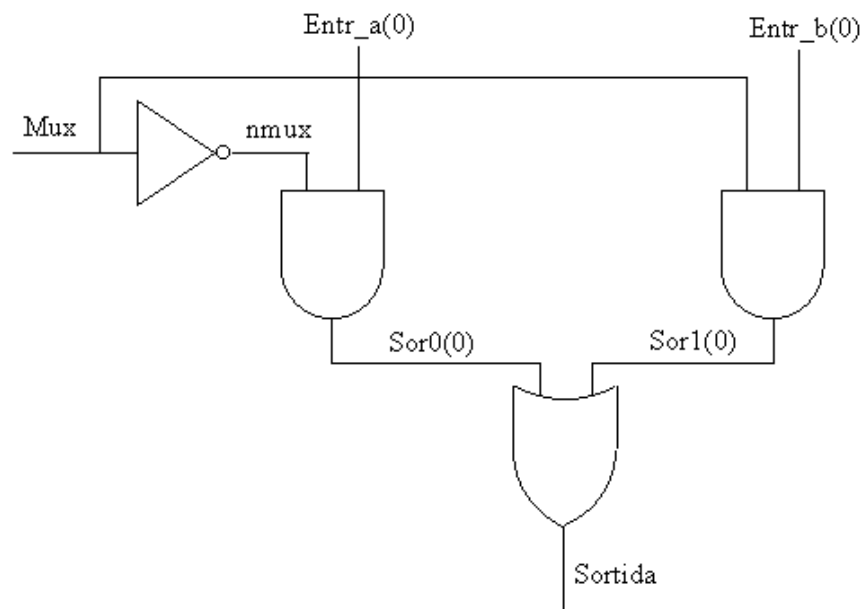 Entr_a(0)
Entr_b(0)
Mux
nmux
Sor0(0)
Sor1(0)
Sortida